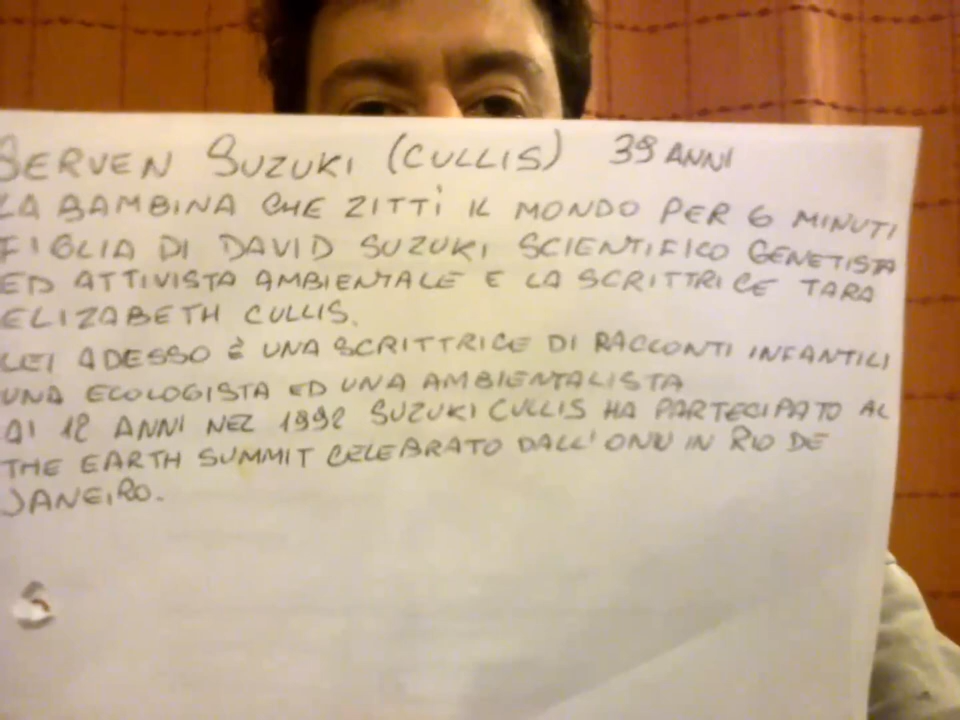 SERVEN SUZUKI (CULLIS) 39 ANNI
LA BAMBINA CHE ZITTÌ IL MONDO PER 6 MINUTI
FIGLIA DI DAVID SUZUKI SCIENTIFICO GENETISTA
ED ATTIVISTA AMBIENTALE E LA SCRITTRICE TARA
ELIZABETH CULLIS.
LEI ADESSO È UNA SCRITTRICE DI RACCONTI INFANTILI
UNA ECOLOGISTA ED UNA AMBIENTALISTA
AI 12 ANNI NEL 1992 SUZUKI CULLIS HA PARTECIPATO AL
THE EARTH SUMMIT CELEBRATO DALL'ONU IN RIO DE
JANEIRO.